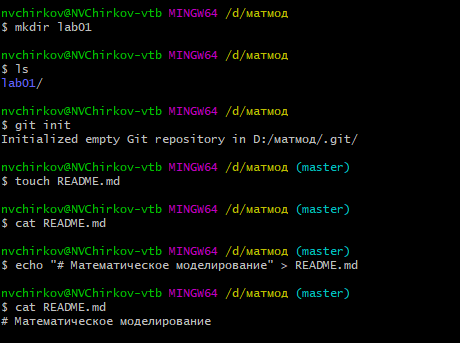 nvchirkov@NVChirkov-vtb MINGW64 /d/матмод
$ mkdir lab01
nvchirkov@NVChirkov-vtb MINGW64 /d/матмод
$ ls
lab01/
nvchirkov@NVChirkov-vtb MINGW64 /d/матмод
$ git init
Initialized empty Git repository in D:/матмод/.git/
nvchirkov@NVChirkov-vtb MINGW64 /d/матмод (master)
$ touch README.md
nvchirkov@NVChirkov-vtb MINGW64 /d/матмод (master)
$ cat README.md
nvchirkov@NVChirkov-vtb MINGW64 /d/матмод (master)
$ echo "# Математическое моделирование" > README.md
nvchirkov@NVChirkov-vtb MINGW64 /d/матмод (master)
$ cat README.md
# Математическое моделирование